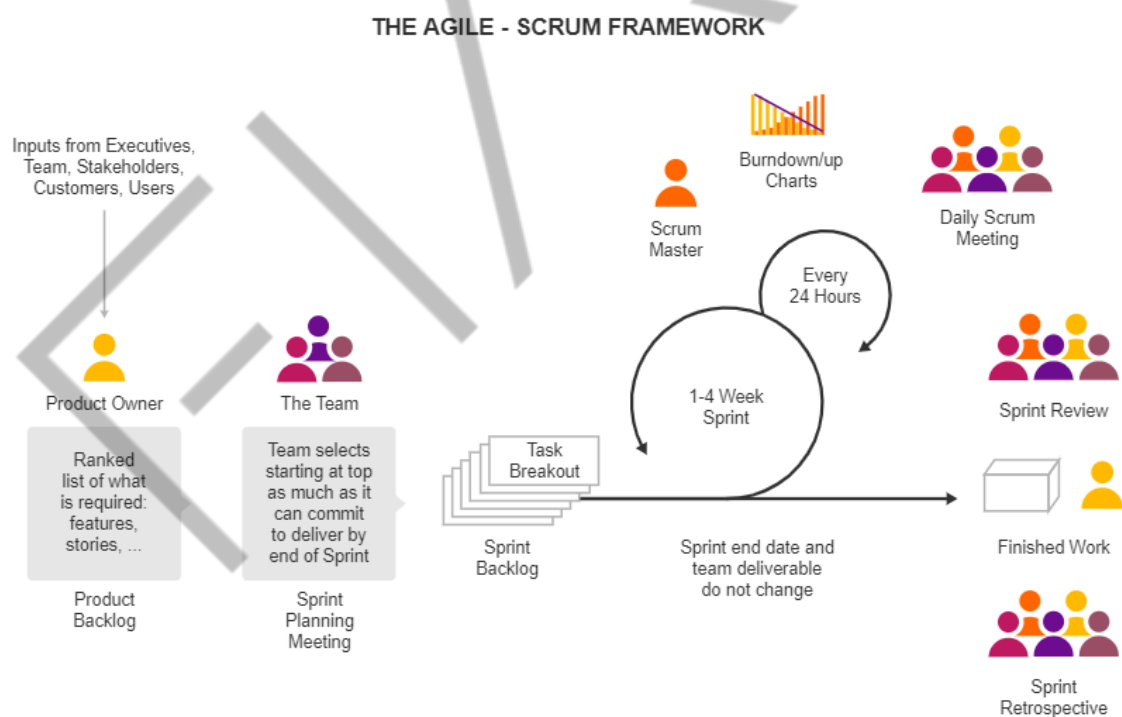 THE AGILE - SCRUM FRAMEWORK
Inputs from Executives,
Team, Stakeholders,
Customers, Users
Product Owner
Ranked
list of what
is required:
features,
stories, ...
Product
Backlog
The Team
Team selects
starting at top
as much as it
can commit
to deliver by
end of Sprint
Sprint
Planning
Meeting
Task
Breakout
Sprint
Backlog
Scrum
Master
Burndown/up
Charts
Daily Scrum
Meeting
Every
24 Hours
1-4 Week
Sprint
Sprint end date and
team deliverable
do not change
Sprint Review
Finished Work
Sprint
Retrospective